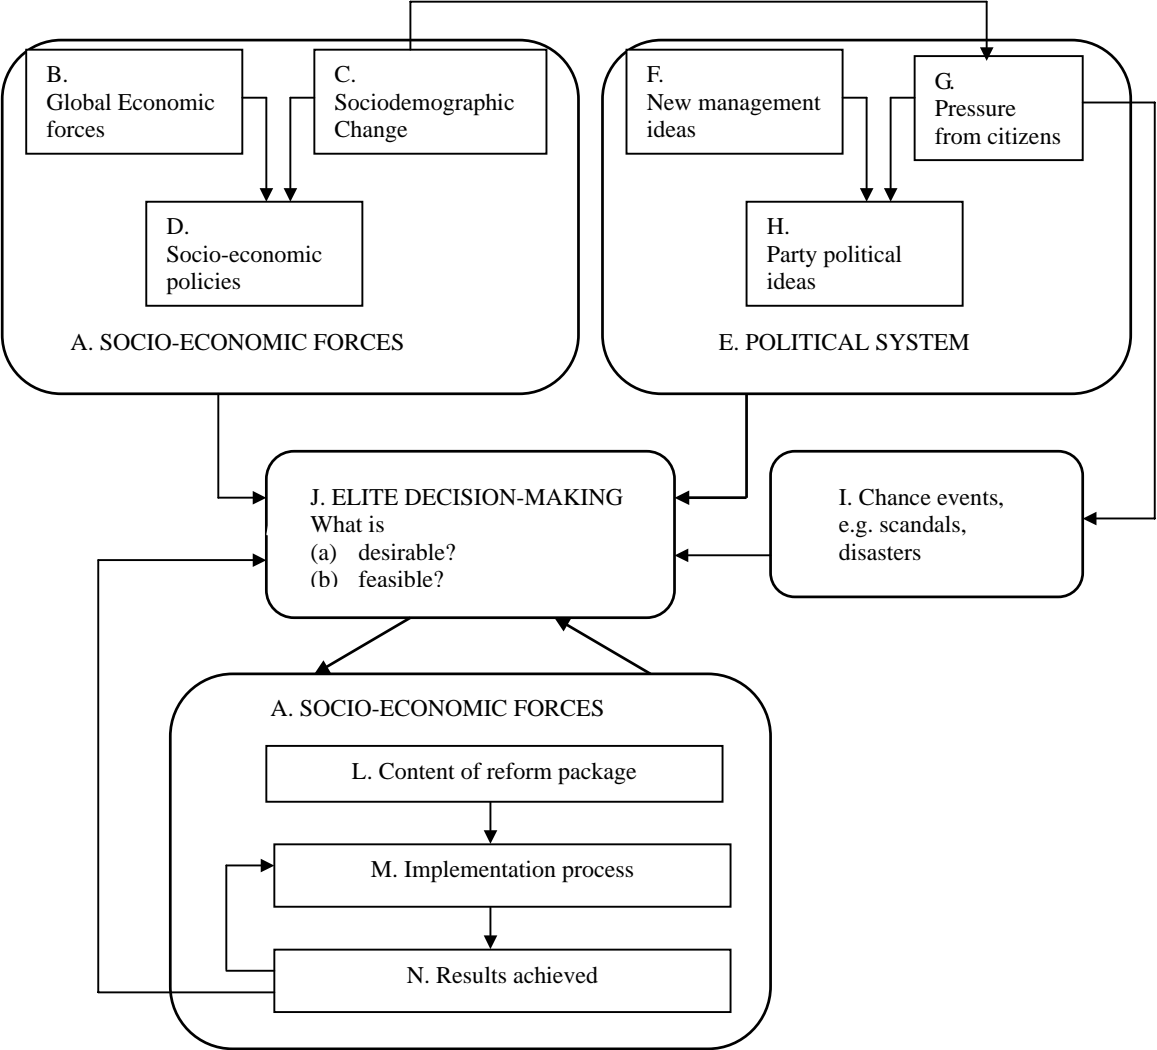 B.
Global Economic
forces
C.
Sociodemographic
Change
D.
Socio-economic
policies
A. SOCIO-ECONOMIC FORCES
F.
New management
ideas
G.
Pressure
from citizens
H.
Party political
ideas
E. POLITICAL SYSTEM
J. ELITE DECISION-MAKING
What is
(a) desirable?
(b) feasible?
I. Chance events,
e.g. scandals,
disasters
A. SOCIO-ECONOMIC FORCES
L. Content of reform package
M. Implementation process
N. Results achieved